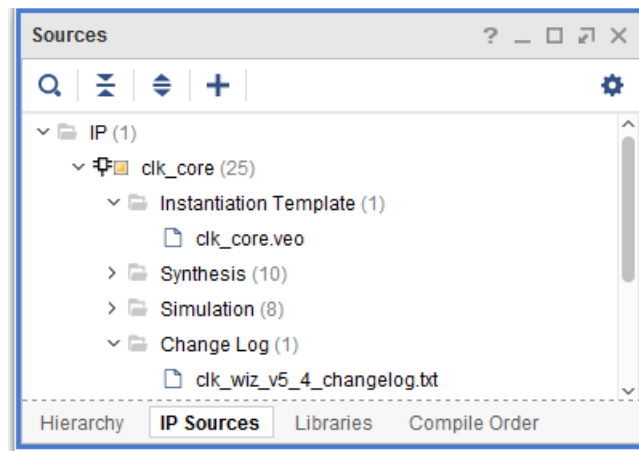 Sources
IP (1)
clk_core (25)
Instantiation Template (1)
clk_core.veo
Synthesis (10)
Simulation (8)
Change Log (1)
clk_wiz_v5_4_changelog.txt
Hierarchy IP Sources Libraries Compile Order